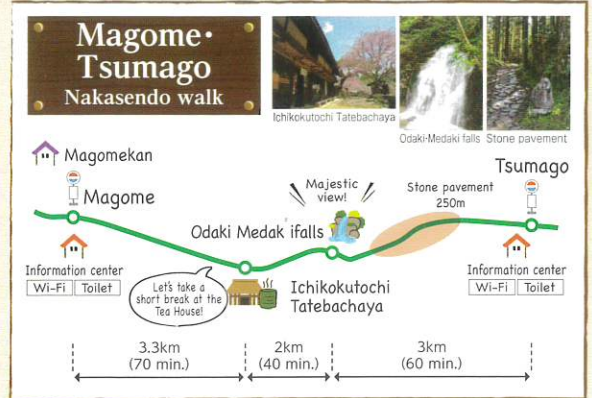 Magome•
Tsumago
Nakasendo walk
Ichikokutochi Tatebachaya
Odaki-Medaki falls
Stone pavement
Magomekan
Magome
Information center
Wi-Fi
Toilet
Let's take a
short break at the
Tea House!
Odaki Medak ifalls
Majestic
view!
Ichikokutochi
Tatebachaya
Stone pavement
250m
Tsumago
Information center
Wi-Fi
Toilet
3.3km
(70 min.)
2km
(40 min.)
3km
(60 min.)